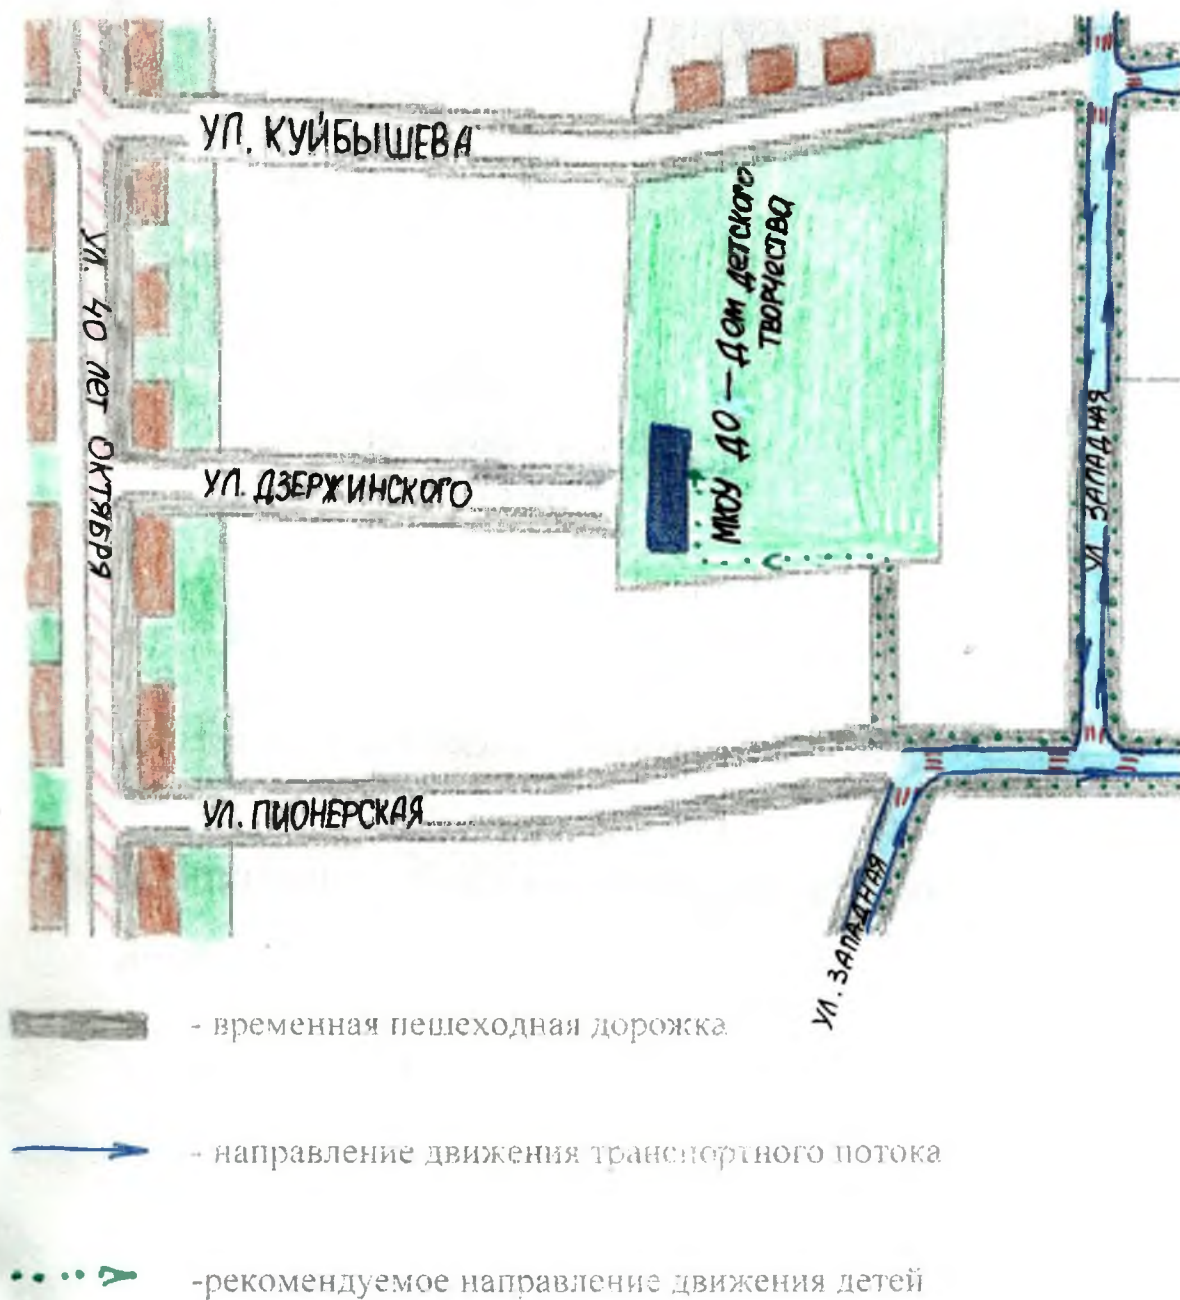 УЛ. КУЙБЫШЕВА
УЛ. 40 ЛЕТ ОКТЯБРЯ
МКОУ ДО — ДОМ ДЕТСКОГО
ТВОРЧЕСТВА
УЛ. ДЗЕРЖИНСКОГО
УЛ ЗАПАДНАЯ
УЛ. ПИОНЕРСКАЯ
УЛ. ЗАПАДНАЯ
- временная пешеходная дорожка
- направление движения транспортного потока
-рекомендуемое направление движения детей